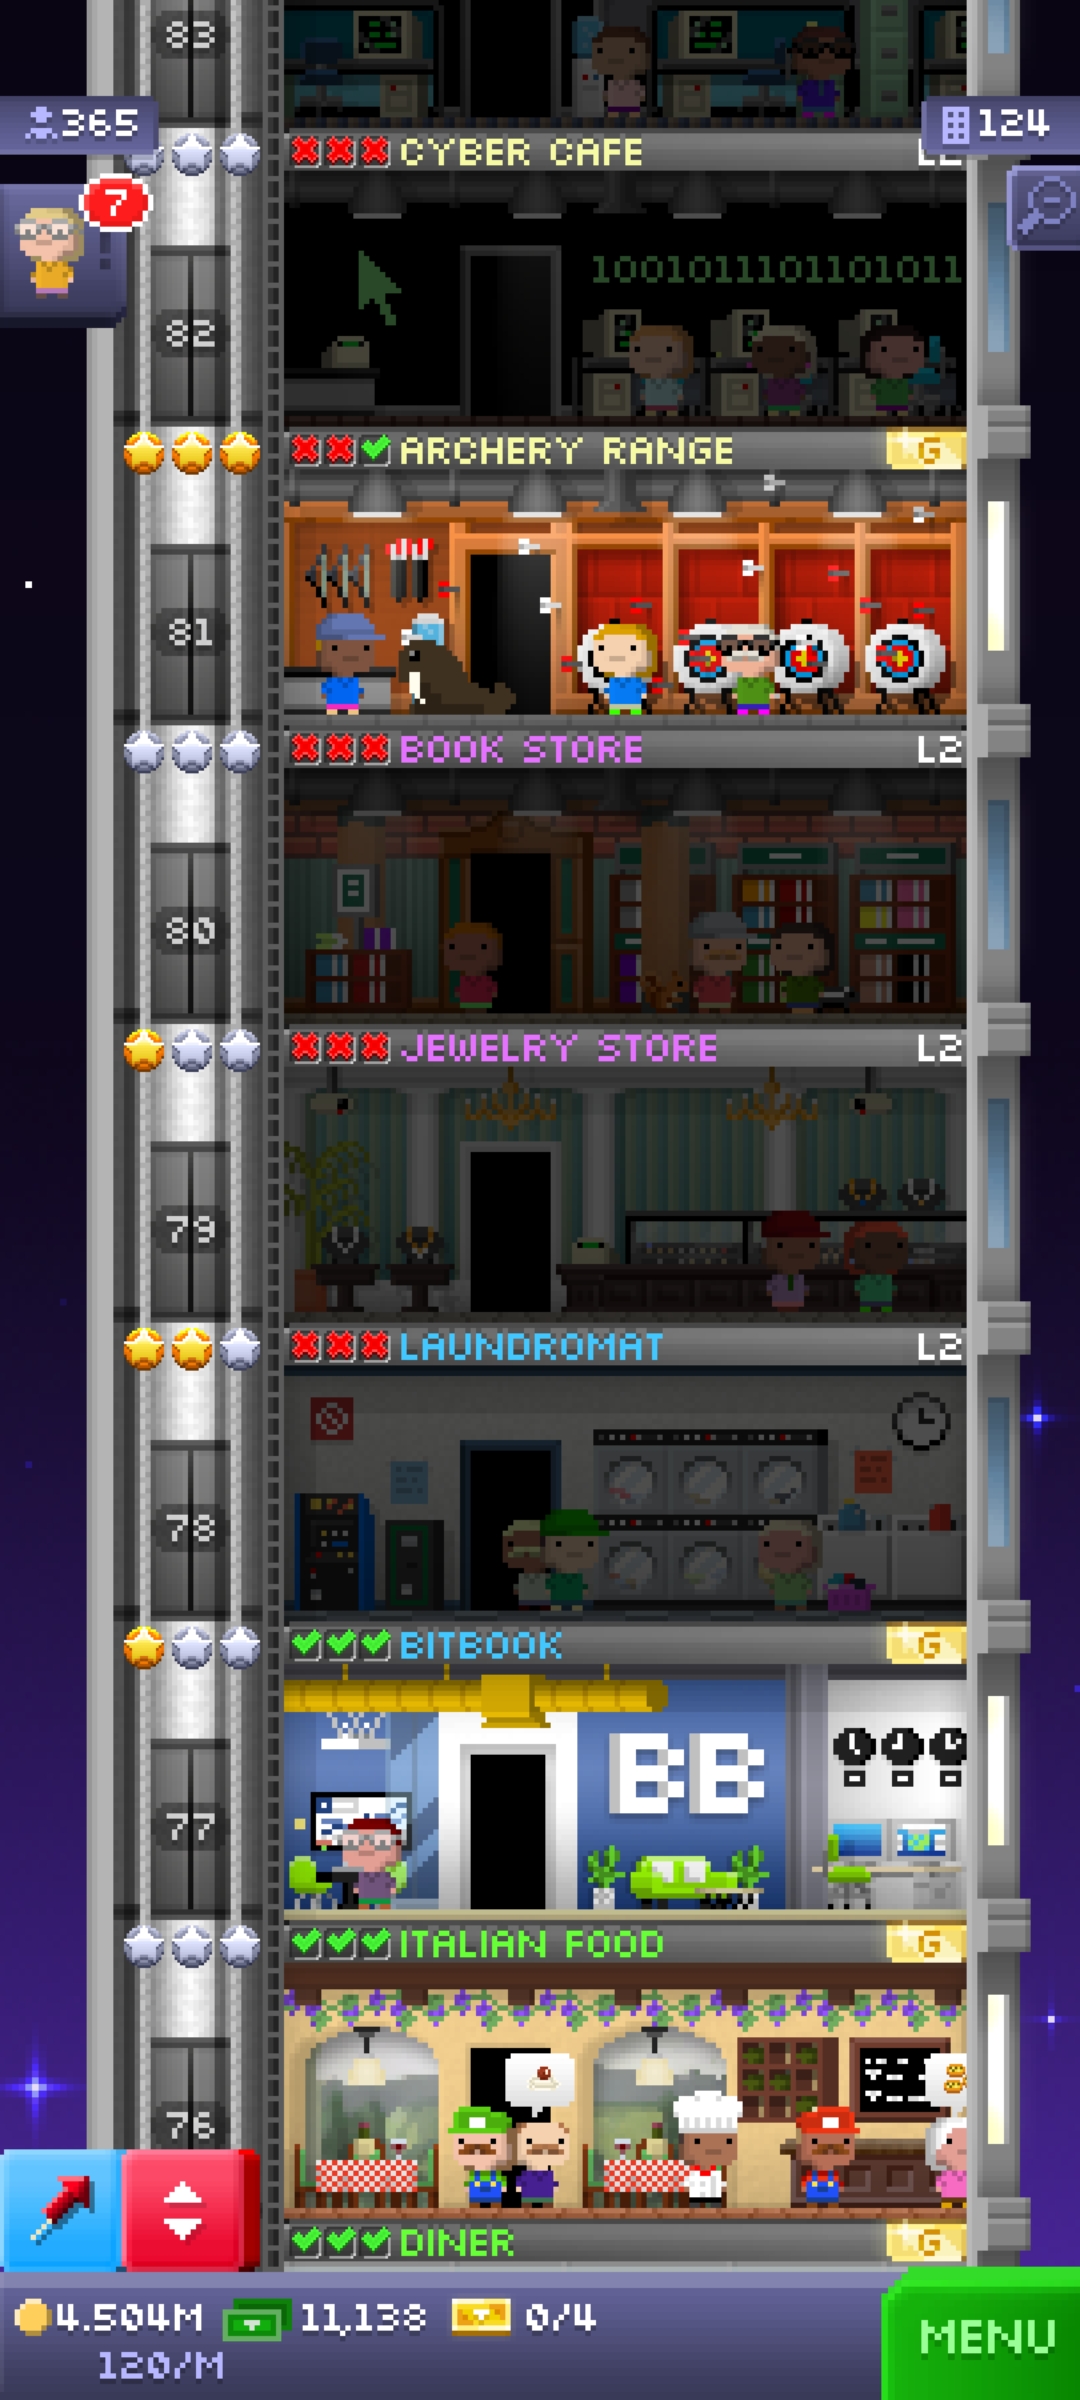 83
365
124
CYBER CAFE
7
1001011101101011
82
ARCHERY RANGE G
81
BOOK STORE L2
80
JEWELRY STORE L2
79
LAUNDROMAT L2
78
BITBOOK G
BB
77
ITALIAN FOOD G
76
DINER G
4.504M 11,138 0/4
120/M
MENU